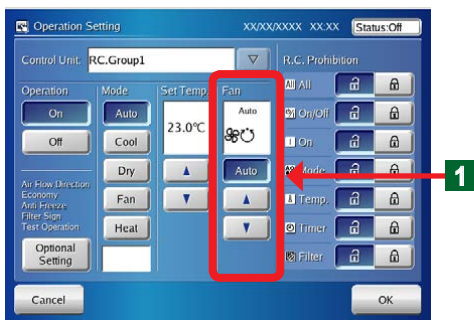 Operation Setting
XX/XX/XXXX XX:XX
Status:Off
Control Unit:
RC.Group1
R.C. Prohibition
Operation
On
Off
Air Flow Direction
Economy
Anti Freeze
Filter Sign
Test Operation
Optional
Setting
Mode
Auto
Cool
Dry
Fan
Heat
Set Temp.
23.0℃
Fan
Auto
Auto
All All
On/Off
On
Mode
Temp.
Timer
Filter
1
Cancel
OK